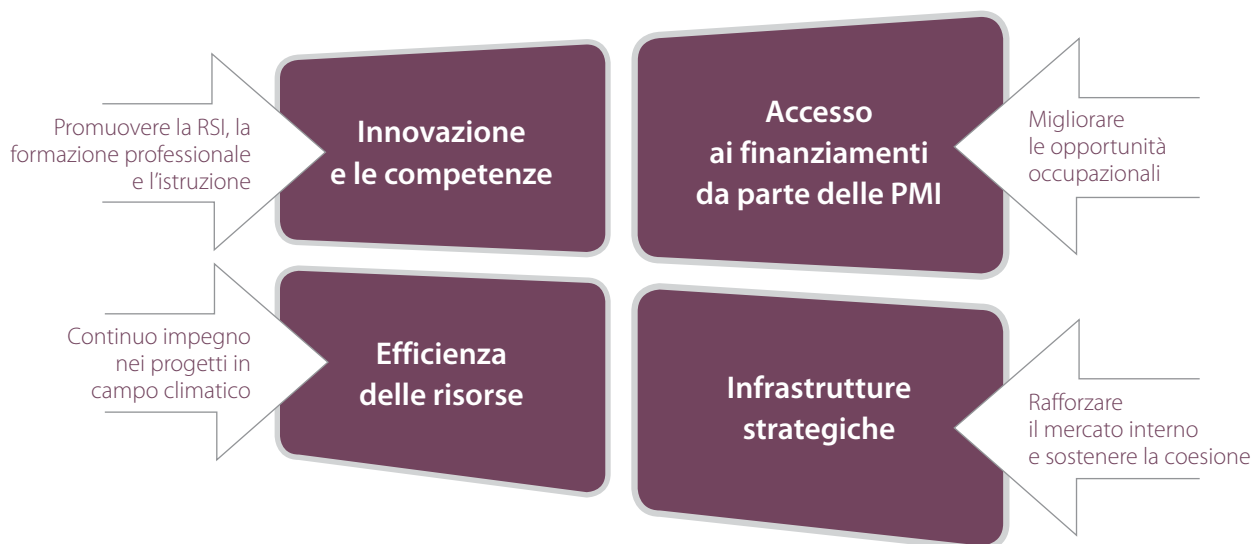 Promuovere la RSI, la
formazione professionale
e l'istruzione
Innovazione
e le competenze
Accesso
ai finanziamenti
da parte delle PMI
Migliorare
le opportunità
occupazionali
Continuo impegno
nei progetti in
campo climatico
Efficienza
delle risorse
Infrastrutture
strategiche
Rafforzare
il mercato interno
e sostenere la coesione